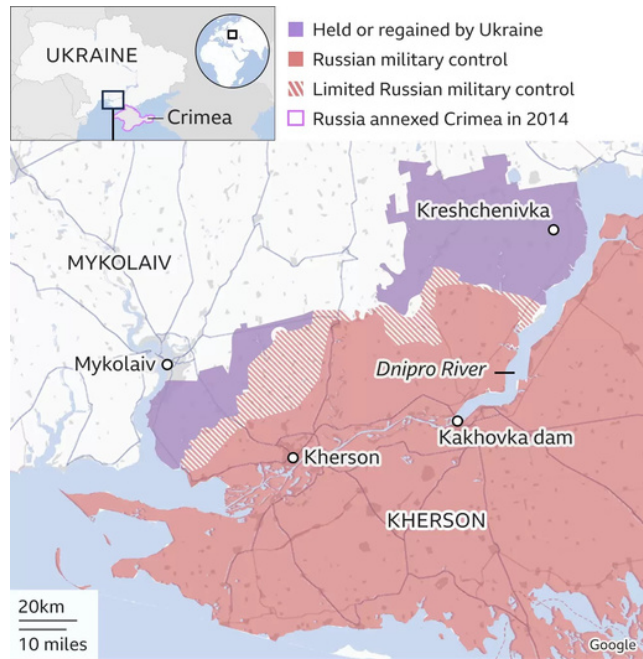 UKRAINE
Crimea
Held or regained by Ukraine
Russian military control
Limited Russian military control
Russia annexed Crimea in 2014
Kreshchenivka
MYKOLAIV
Mykolaiv
Dnipro River
Kakhovka dam
Kherson
KHERSON
20km
10 miles
Google